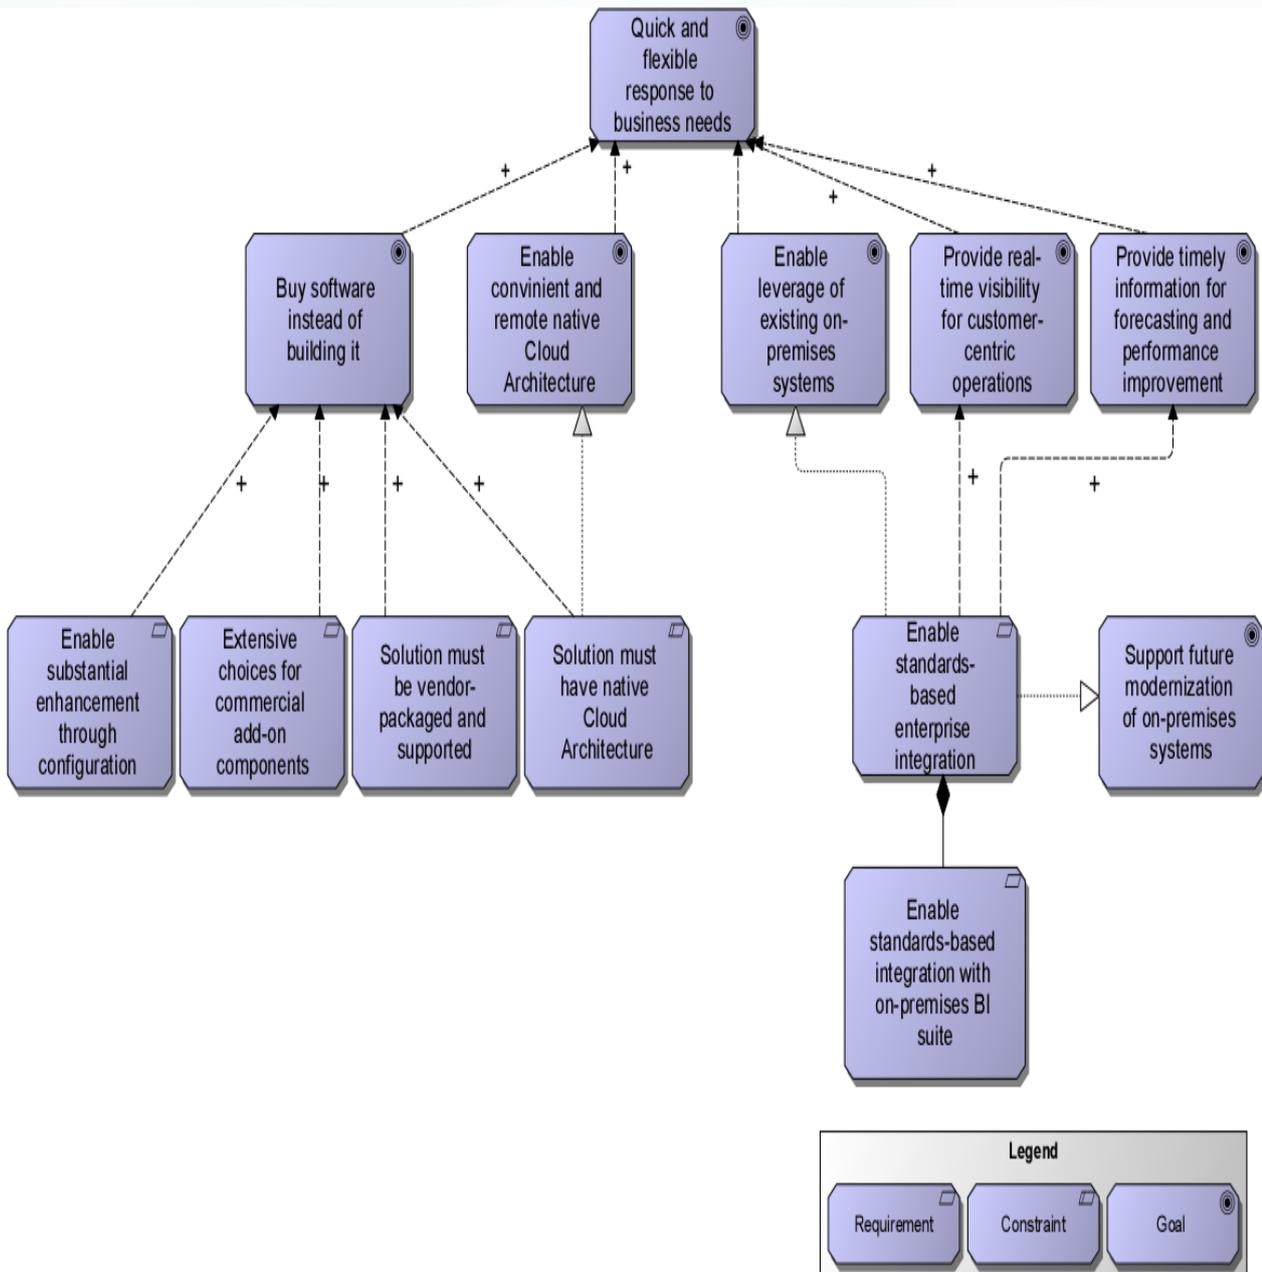 Quick and
flexible
response to
business needs
+
+
+
+
Buy software
instead of
building it
Enable
convinient and
remote native
Cloud
Architecture
Enable
leverage of
existing on-
premises
systems
Provide real-
time visibility
for customer-
centric
operations
Provide timely
information for
forecasting and
performance
improvement
+
+
+
+
+
+
Enable
substantial
enhancement
through
configuration
Extensive
choices for
commercial
add-on
components
Solution must
be vendor-
packaged and
supported
Solution must
have native
Cloud
Architecture
Enable
standards-
based
enterprise
integration
Support future
modernization
of on-premises
systems
Enable
standards-based
integration with
on-premises BI
suite
Legend
Requirement
Constraint
Goal